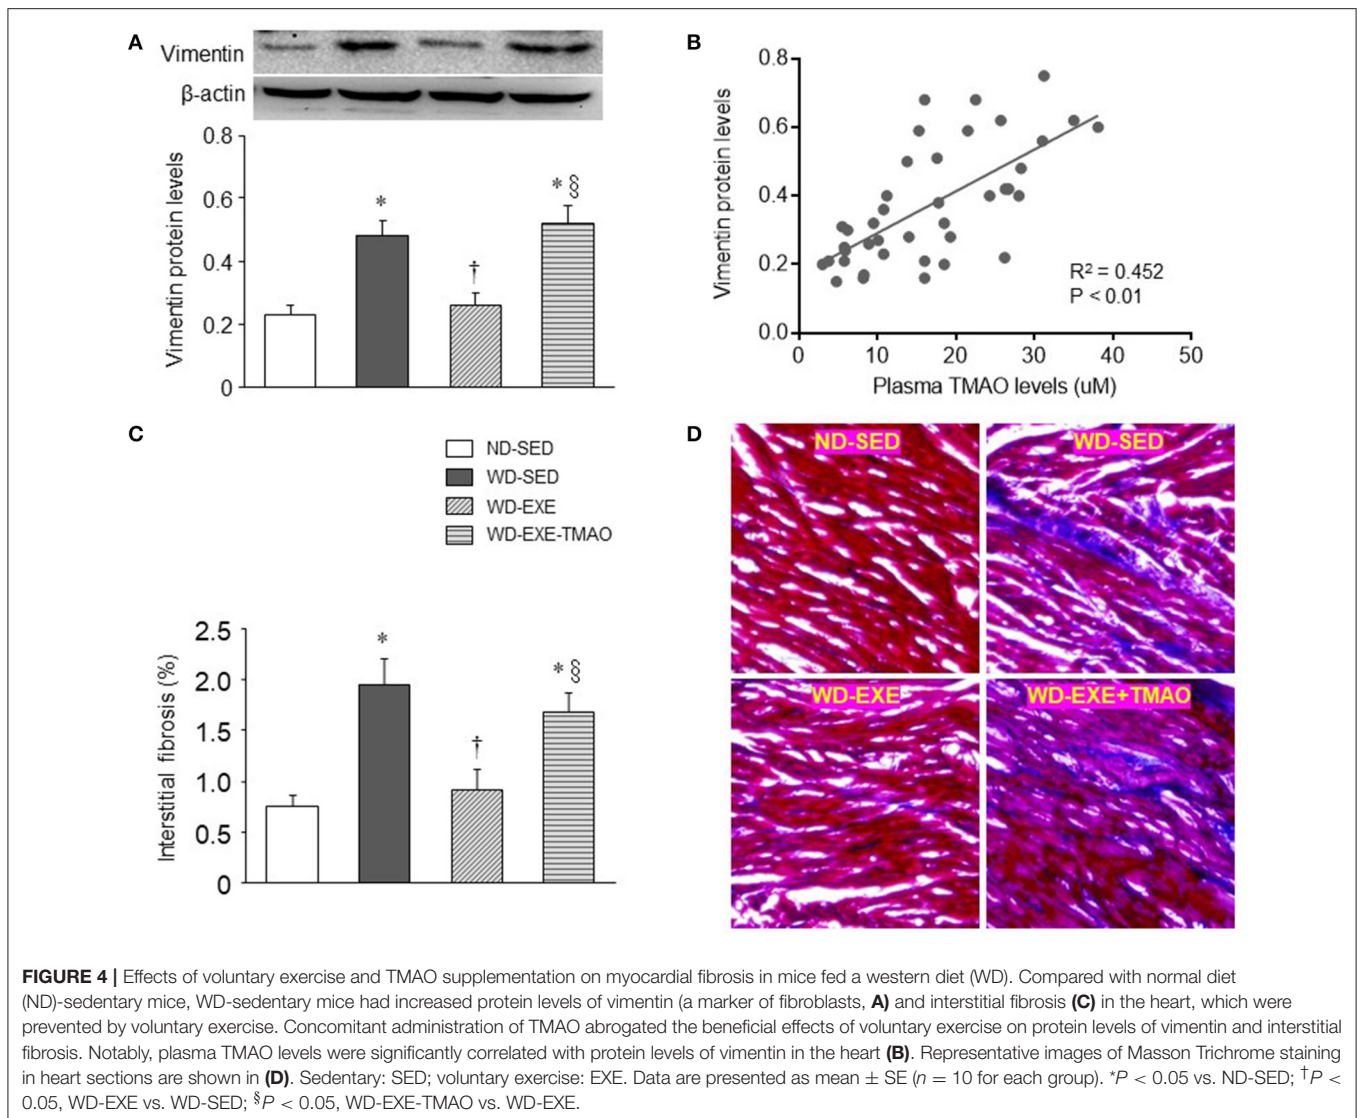 A
Vimentin
β-actin
Vimentin protein levels
0.8
0.6
0.4
0.2
0
*
†
* §
B
Vimentin protein levels
0.8
0.6
0.4
0.2
0.0
0 10 20 30 40 50
Plasma TMAO levels (uM)
R² = 0.452
P < 0.01
C
ND-SED
WD-SED
WD-EXE
WD-EXE-TMAO
Interstitial fibrosis (%)
2.5
2.0
1.5
1.0
0.5
0
*
†
* §
D
ND-SED
WD-SED
WD-EXE
WD-EXE+TMAO
FIGURE 4 | Effects of voluntary exercise and TMAO supplementation on myocardial fibrosis in mice fed a western diet (WD). Compared with normal diet
(ND)-sedentary mice, WD-sedentary mice had increased protein levels of vimentin (a marker of fibroblasts, A) and interstitial fibrosis (C) in the heart, which were
prevented by voluntary exercise. Concomitant administration of TMAO abrogated the beneficial effects of voluntary exercise on protein levels of vimentin and interstitial
fibrosis. Notably, plasma TMAO levels were significantly correlated with protein levels of vimentin in the heart (B). Representative images of Masson Trichrome staining
in heart sections are shown in (D). Sedentary: SED; voluntary exercise: EXE. Data are presented as mean ± SE (n = 10 for each group). *P < 0.05 vs. ND-SED; †P <
0.05, WD-EXE vs. WD-SED; §P < 0.05, WD-EXE-TMAO vs. WD-EXE.